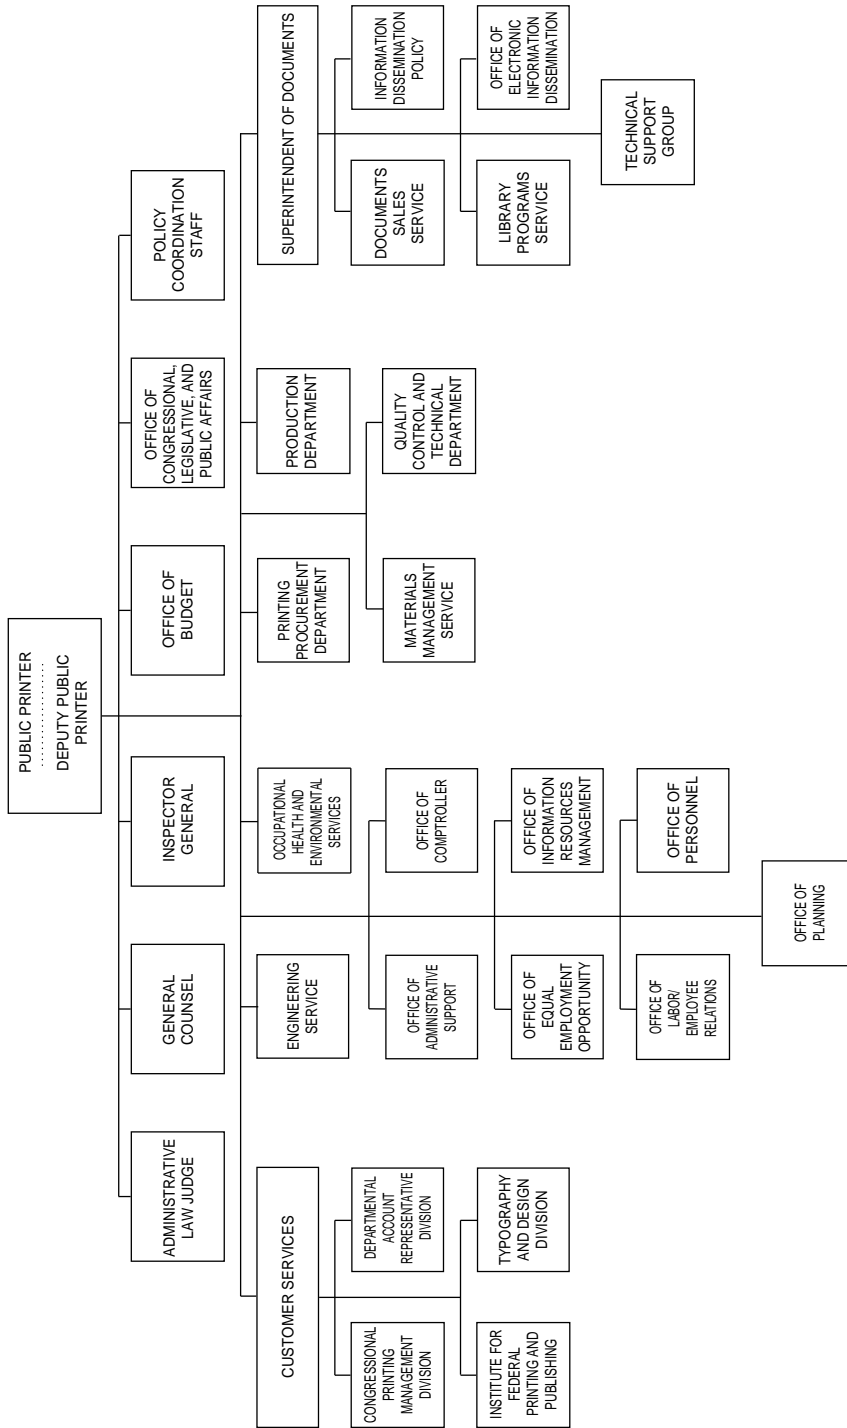 PUBLIC PRINTER
. . . . . . . . . . . . . . . . . . .
DEPUTY PUBLIC
PRINTER
ADMINISTRATIVE
LAW JUDGE
GENERAL
COUNSEL
INSPECTOR
GENERAL
OFFICE OF
BUDGET
OFFICE OF
CONGRESSIONAL,
LEGISLATIVE, AND
PUBLIC AFFAIRS
POLICY
COORDINATION
STAFF
CUSTOMER SERVICES
ENGINEERING
SERVICE
OCCUPATIONAL
HEALTH AND
ENVIRONMENTAL
SERVICES
PRINTING
PROCUREMENT
DEPARTMENT
PRODUCTION
DEPARTMENT
SUPERINTENDENT OF DOCUMENTS
CONGRESSIONAL
PRINTING
MANAGEMENT
DIVISION
DEPARTMENTAL
ACCOUNT
REPRESENTATIVE
DIVISION
INSTITUTE FOR
FEDERAL
PRINTING AND
PUBLISHING
TYPOGRAPHY
AND DESIGN
DIVISION
OFFICE OF
ADMINISTRATIVE
SUPPORT
OFFICE OF
COMPTROLLER
OFFICE OF
EQUAL
EMPLOYMENT
OPPORTUNITY
OFFICE OF
INFORMATION
RESOURCES
MANAGEMENT
OFFICE OF
LABOR/
EMPLOYEE
RELATIONS
OFFICE OF
PERSONNEL
OFFICE OF
PLANNING
MATERIALS
MANAGEMENT
SERVICE
QUALITY
CONTROL AND
TECHNICAL
DEPARTMENT
DOCUMENTS
SALES
SERVICE
INFORMATION
DISSEMINATION
POLICY
LIBRARY
PROGRAMS
SERVICE
OFFICE OF
ELECTRONIC
INFORMATION
DISSEMINATION
TECHNICAL
SUPPORT
GROUP